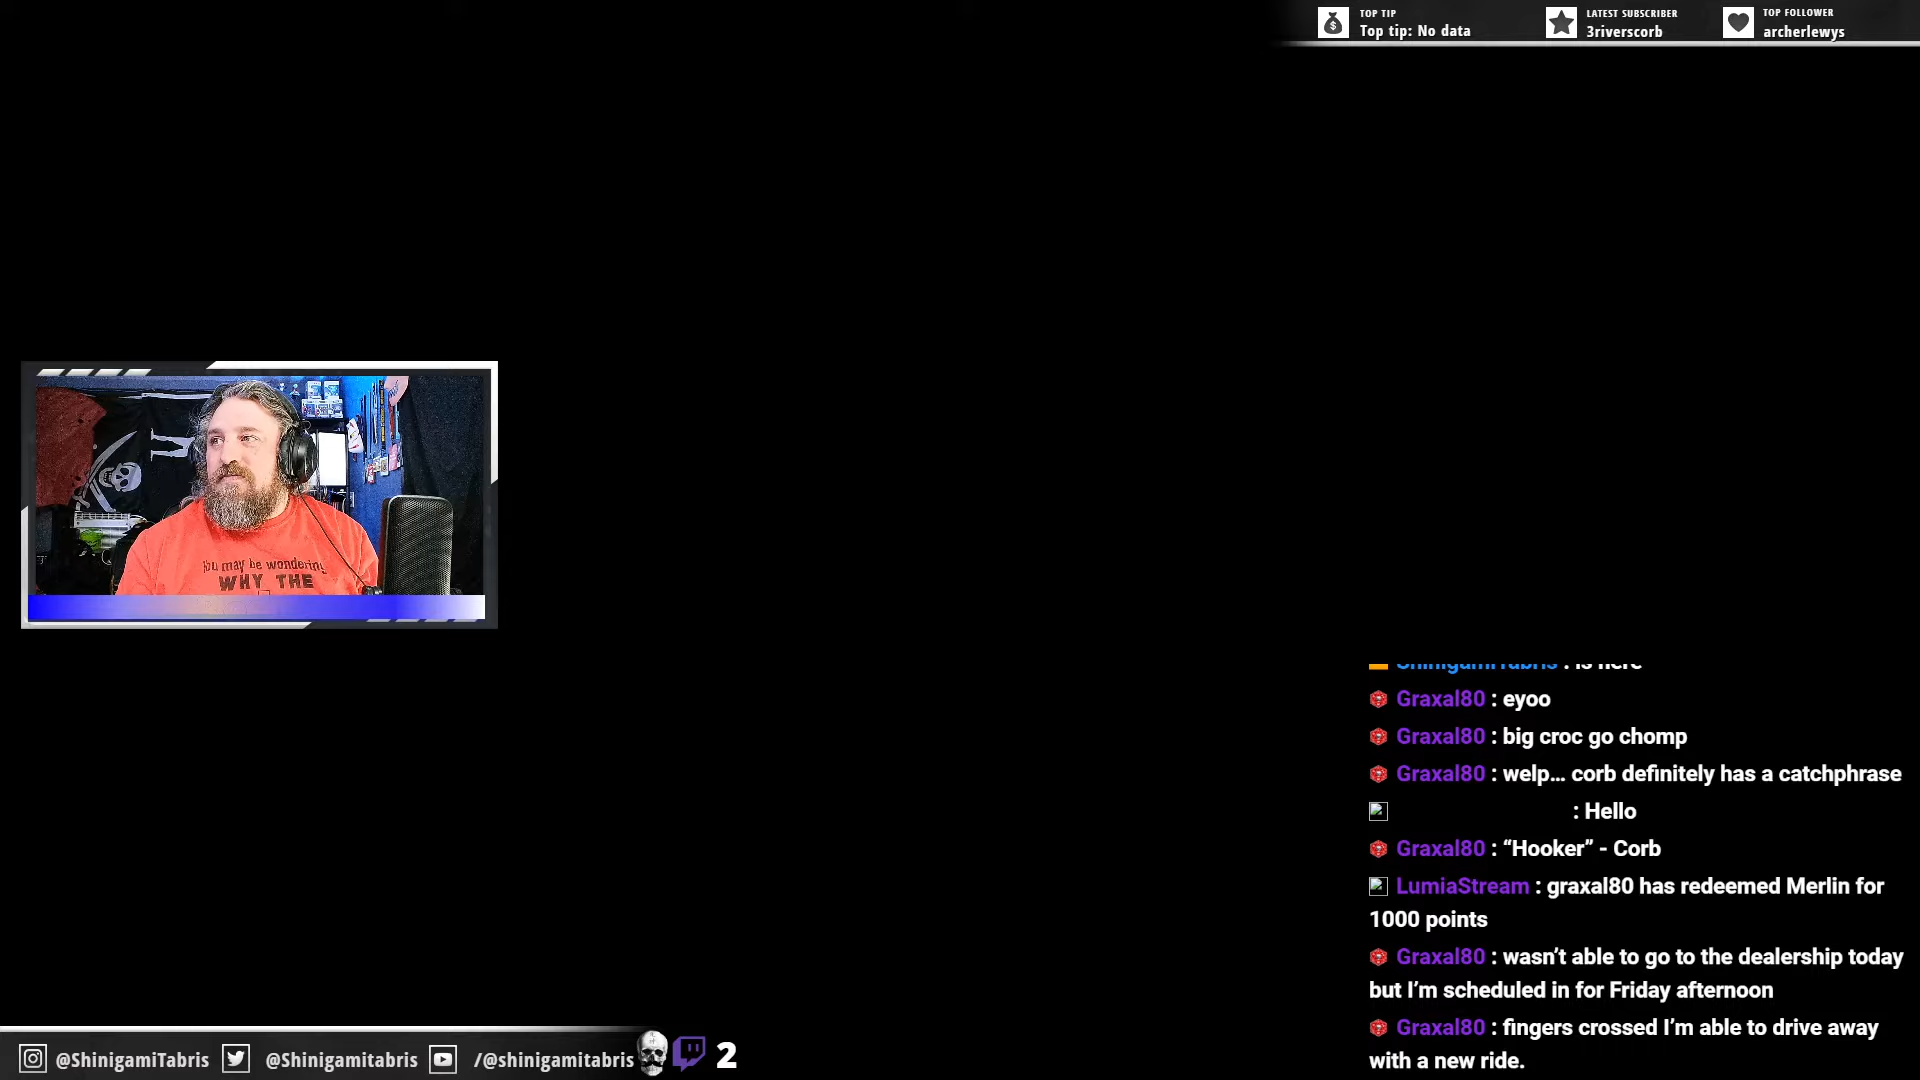 TOP TIP
Top tip: No data
LATEST SUBSCRIBER
3riverscorb
TOP FOLLOWER
archerlewys
You may be wondering
WHY THE
ShinigamiTabris : is here
Graxal80 : eyoo
Graxal80 : big croc go chomp
Graxal80 : welp... corb definitely has a catchphrase
: Hello
Graxal80 : “Hooker” - Corb
LumiaStream : graxal80 has redeemed Merlin for
1000 points
Graxal80 : wasn’t able to go to the dealership today
but I’m scheduled in for Friday afternoon
Graxal80 : fingers crossed I’m able to drive away
with a new ride.
@ShinigamiTabris
@Shinigamitabris
/@shinigamitabris
2